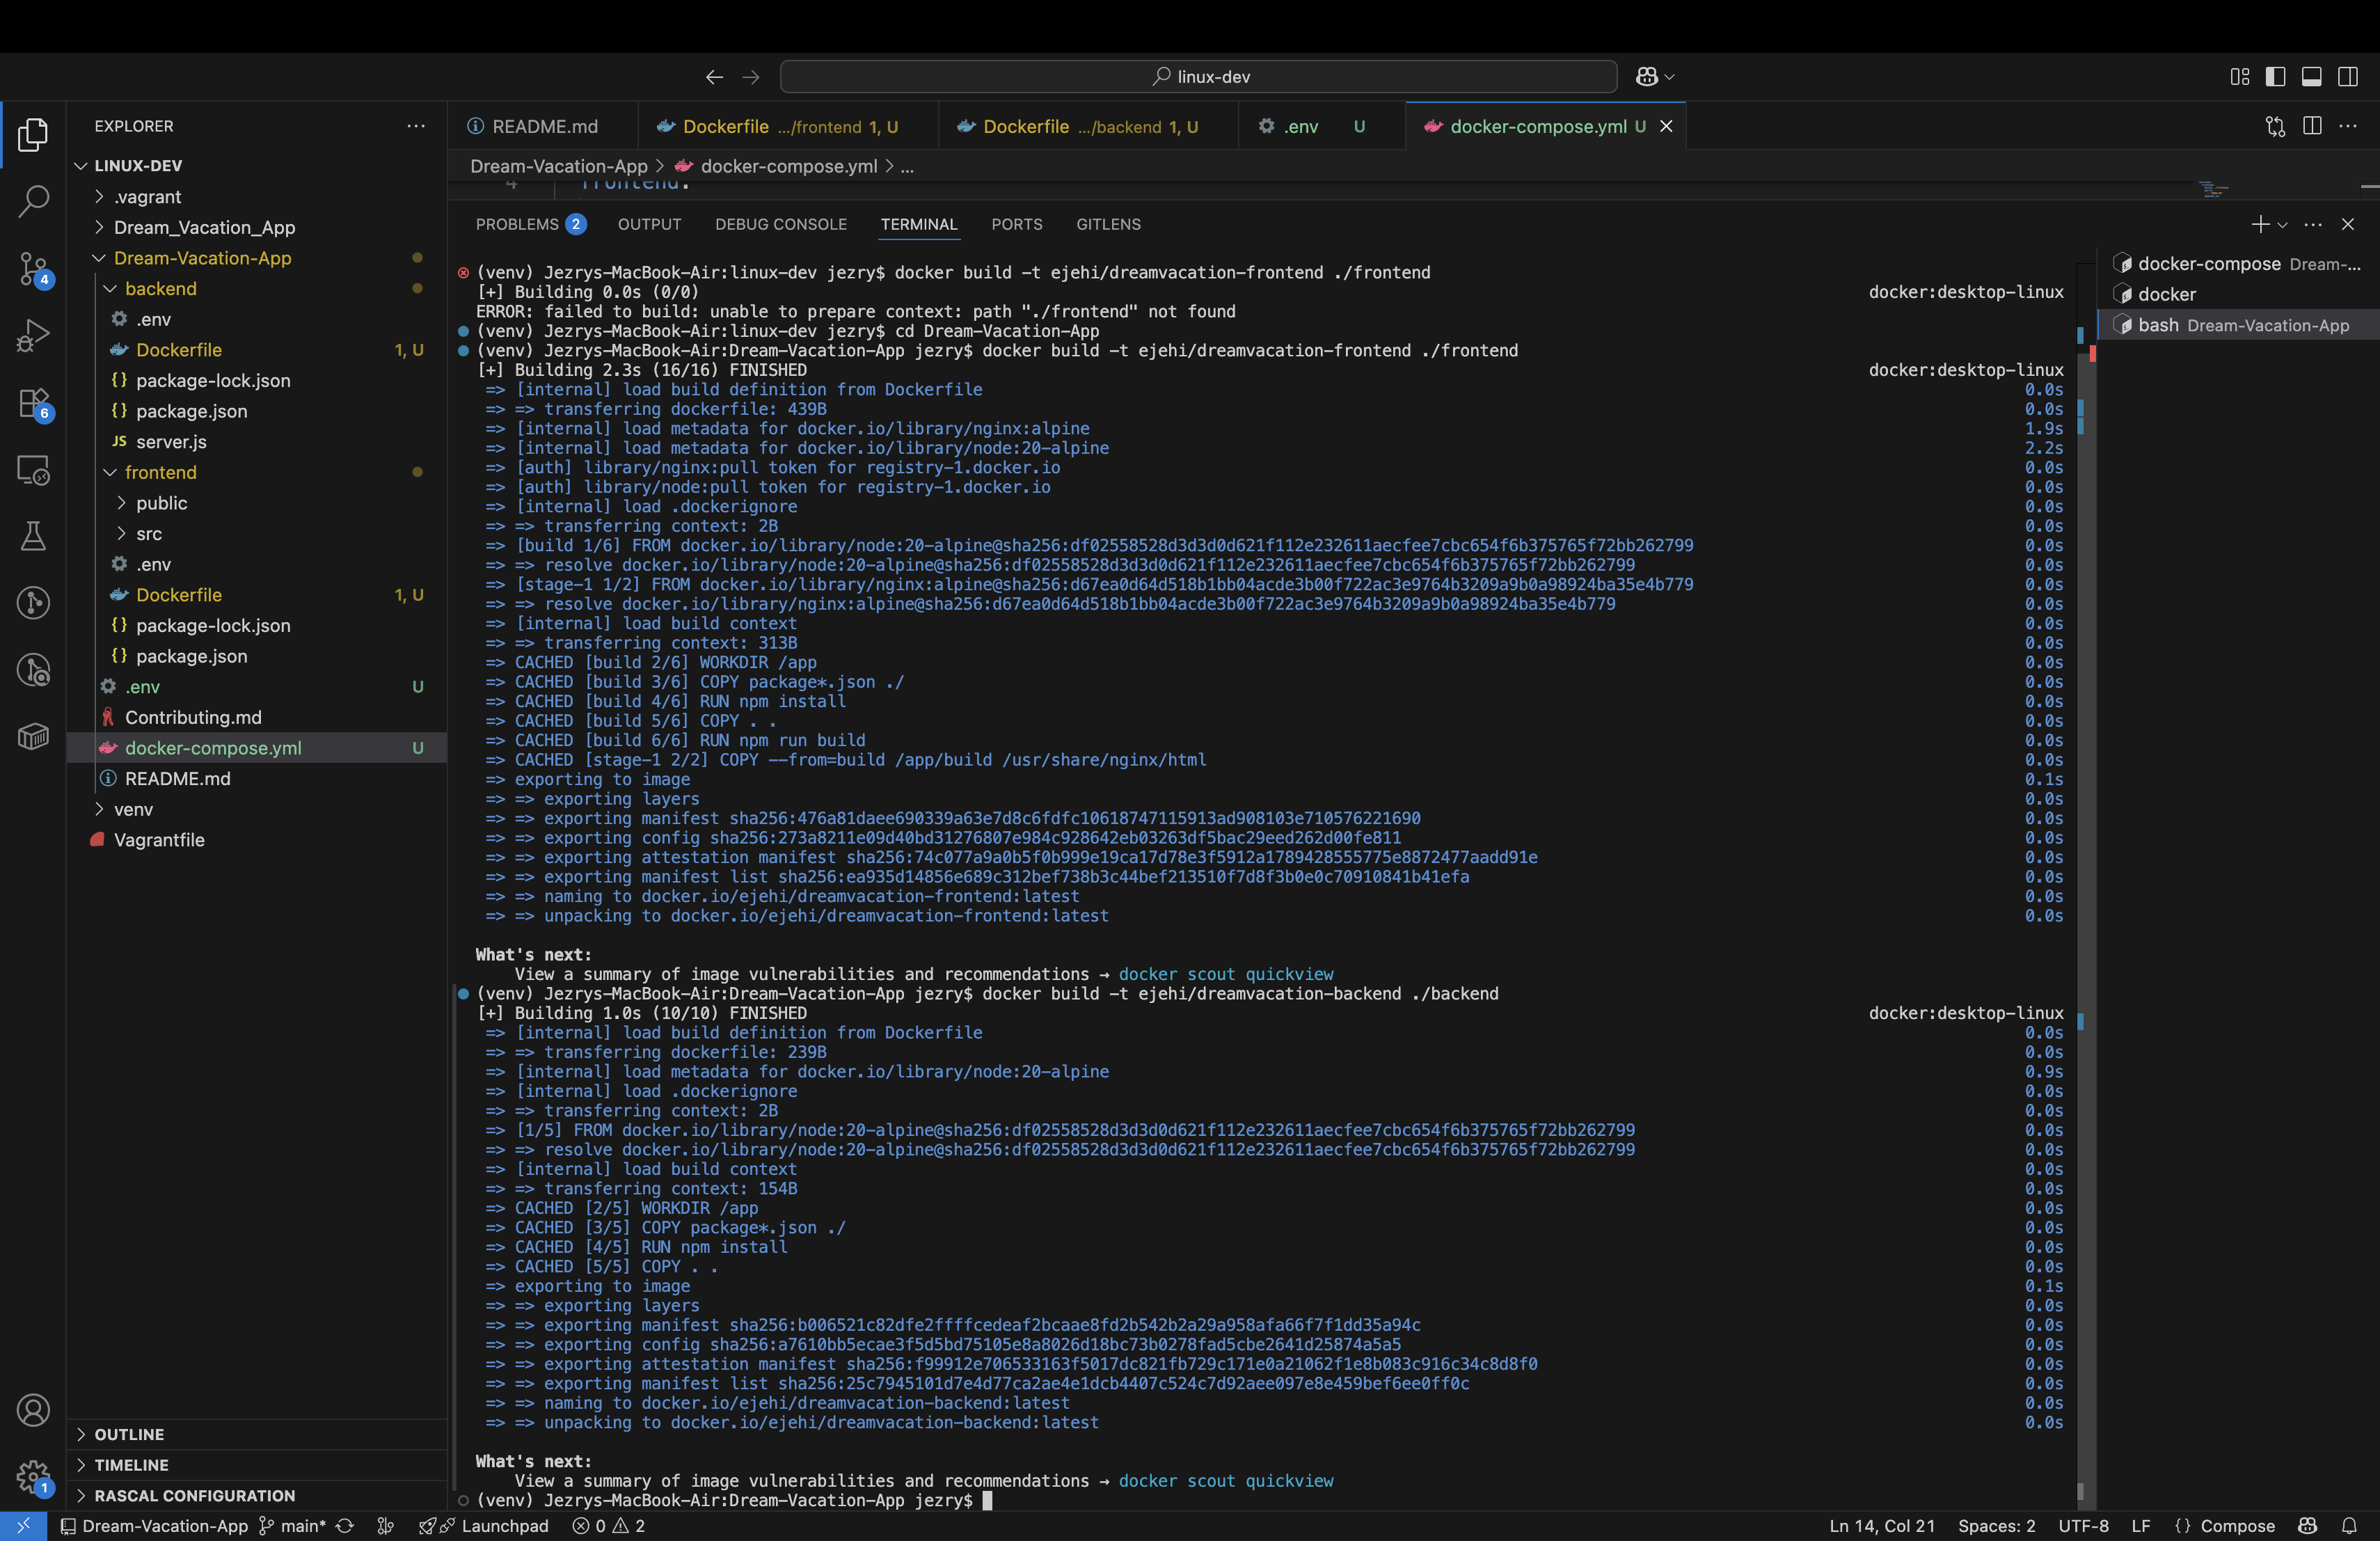 linux-dev
EXPLORER
LINUX-DEV
.vagrant
Dream_Vacation_App
Dream-Vacation-App
backend
.env
Dockerfile 1, U
package-lock.json
package.json
JS server.js
frontend
public
src
.env
Dockerfile 1, U
package-lock.json
package.json
.env U
Contributing.md
docker-compose.yml U
README.md
venv
Vagrantfile
OUTLINE
TIMELINE
RASCAL CONFIGURATION
4
6
1
README.md
Dockerfile .../frontend 1, U
Dockerfile .../backend 1, U
.env U
docker-compose.yml U
Dream-Vacation-App > docker-compose.yml > ...
4 frontend:
PROBLEMS 2 OUTPUT DEBUG CONSOLE TERMINAL PORTS GITLENS
(venv) Jezrys-MacBook-Air:linux-dev jezry$ docker build -t ejehi/dreamvacation-frontend ./frontend
[+] Building 0.0s (0/0) docker:desktop-linux
ERROR: failed to build: unable to prepare context: path "./frontend" not found
(venv) Jezrys-MacBook-Air:linux-dev jezry$ cd Dream-Vacation-App
(venv) Jezrys-MacBook-Air:Dream-Vacation-App jezry$ docker build -t ejehi/dreamvacation-frontend ./frontend
[+] Building 2.3s (16/16) FINISHED docker:desktop-linux
=> [internal] load build definition from Dockerfile 0.0s
=> => transferring dockerfile: 439B 0.0s
=> [internal] load metadata for docker.io/library/nginx:alpine 1.9s
=> [internal] load metadata for docker.io/library/node:20-alpine 2.2s
=> [auth] library/nginx:pull token for registry-1.docker.io 0.0s
=> [auth] library/node:pull token for registry-1.docker.io 0.0s
=> [internal] load .dockerignore 0.0s
=> => transferring context: 2B 0.0s
=> [build 1/6] FROM docker.io/library/node:20-alpine@sha256:df02558528d3d3d0d621f112e232611aecfee7cbc654f6b375765f72bb262799 0.0s
=> => resolve docker.io/library/node:20-alpine@sha256:df02558528d3d3d0d621f112e232611aecfee7cbc654f6b375765f72bb262799 0.0s
=> [stage-1 1/2] FROM docker.io/library/nginx:alpine@sha256:d67ea0d64d518b1bb04acde3b00f722ac3e9764b3209a9b0a98924ba35e4b779 0.0s
=> => resolve docker.io/library/nginx:alpine@sha256:d67ea0d64d518b1bb04acde3b00f722ac3e9764b3209a9b0a98924ba35e4b779 0.0s
=> [internal] load build context 0.0s
=> => transferring context: 313B 0.0s
=> CACHED [build 2/6] WORKDIR /app 0.0s
=> CACHED [build 3/6] COPY package*.json ./ 0.0s
=> CACHED [build 4/6] RUN npm install 0.0s
=> CACHED [build 5/6] COPY . . 0.0s
=> CACHED [build 6/6] RUN npm run build 0.0s
=> CACHED [stage-1 2/2] COPY --from=build /app/build /usr/share/nginx/html 0.0s
=> exporting to image 0.1s
=> => exporting layers 0.0s
=> => exporting manifest sha256:476a81daee690339a63e7d8c6fdfc10618747115913ad908103e710576221690 0.0s
=> => exporting config sha256:273a8211e09d40bd31276807e984c928642eb03263df5bac29eed262d00fe811 0.0s
=> => exporting attestation manifest sha256:74c077a9a0b5f0b999e19ca17d78e3f5912a1789428555775e8872477aadd91e 0.0s
=> => exporting manifest list sha256:ea935d14856e689c312bef738b3c44bef213510f7d8f3b0e0c70910841b41efa 0.0s
=> => naming to docker.io/ejehi/dreamvacation-frontend:latest 0.0s
=> => unpacking to docker.io/ejehi/dreamvacation-frontend:latest 0.0s
What's next:
View a summary of image vulnerabilities and recommendations → docker scout quickview
(venv) Jezrys-MacBook-Air:Dream-Vacation-App jezry$ docker build -t ejehi/dreamvacation-backend ./backend
[+] Building 1.0s (10/10) FINISHED docker:desktop-linux
=> [internal] load build definition from Dockerfile 0.0s
=> => transferring dockerfile: 239B 0.0s
=> [internal] load metadata for docker.io/library/node:20-alpine 0.9s
=> [internal] load .dockerignore 0.0s
=> => transferring context: 2B 0.0s
=> [1/5] FROM docker.io/library/node:20-alpine@sha256:df02558528d3d3d0d621f112e232611aecfee7cbc654f6b375765f72bb262799 0.0s
=> => resolve docker.io/library/node:20-alpine@sha256:df02558528d3d3d0d621f112e232611aecfee7cbc654f6b375765f72bb262799 0.0s
=> [internal] load build context 0.0s
=> => transferring context: 154B 0.0s
=> CACHED [2/5] WORKDIR /app 0.0s
=> CACHED [3/5] COPY package*.json ./ 0.0s
=> CACHED [4/5] RUN npm install 0.0s
=> CACHED [5/5] COPY . . 0.0s
=> exporting to image 0.1s
=> => exporting layers 0.0s
=> => exporting manifest sha256:b006521c82dfe2ffffcedeaf2bcaae8fd2b542b2a29a958afa66f7f1dd35a94c 0.0s
=> => exporting config sha256:a7610bb5ecae3f5d5bd75105e8a8026d18bc73b0278fad5cbe2641d25874a5a5 0.0s
=> => exporting attestation manifest sha256:f99912e706533163f5017dc821fb729c171e0a21062f1e8b083c916c34c8d8f0 0.0s
=> => exporting manifest list sha256:25c7945101d7e4d77ca2ae4e1dcb4407c524c7d92aee097e8e459bef6ee0ff0c 0.0s
=> => naming to docker.io/ejehi/dreamvacation-backend:latest 0.0s
=> => unpacking to docker.io/ejehi/dreamvacation-backend:latest 0.0s
What's next:
View a summary of image vulnerabilities and recommendations → docker scout quickview
(venv) Jezrys-MacBook-Air:Dream-Vacation-App jezry$
docker-compose Dream-...
docker
bash Dream-Vacation-App
Dream-Vacation-App main* Launchpad 0 2
Ln 14, Col 21 Spaces: 2 UTF-8 LF {} Compose